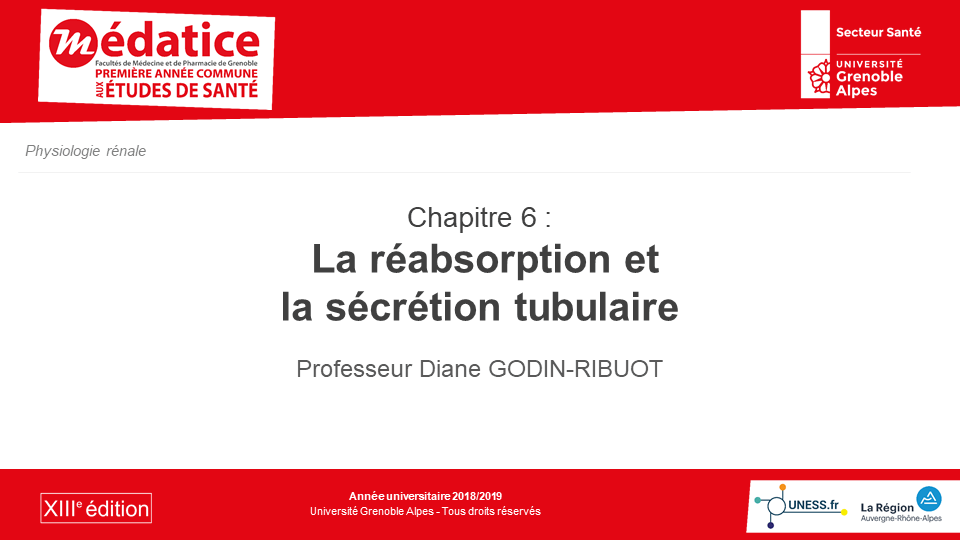 médatice
Facultés de Médecine et de Pharmacie de Grenoble
PREMIÈRE ANNÉE COMMUNE
AUX ÉTUDES DE SANTÉ
Secteur Santé
UNIVERSITÉ
Grenoble
Alpes
Physiologie rénale
Chapitre 6 :
La réabsorption et
la sécrétion tubulaire
Professeur Diane GODIN-RIBUOT
XIIIe édition
Année universitaire 2018/2019
Université Grenoble Alpes - Tous droits réservés
UNESS.fr
La Région
Auvergne-Rhône-Alpes